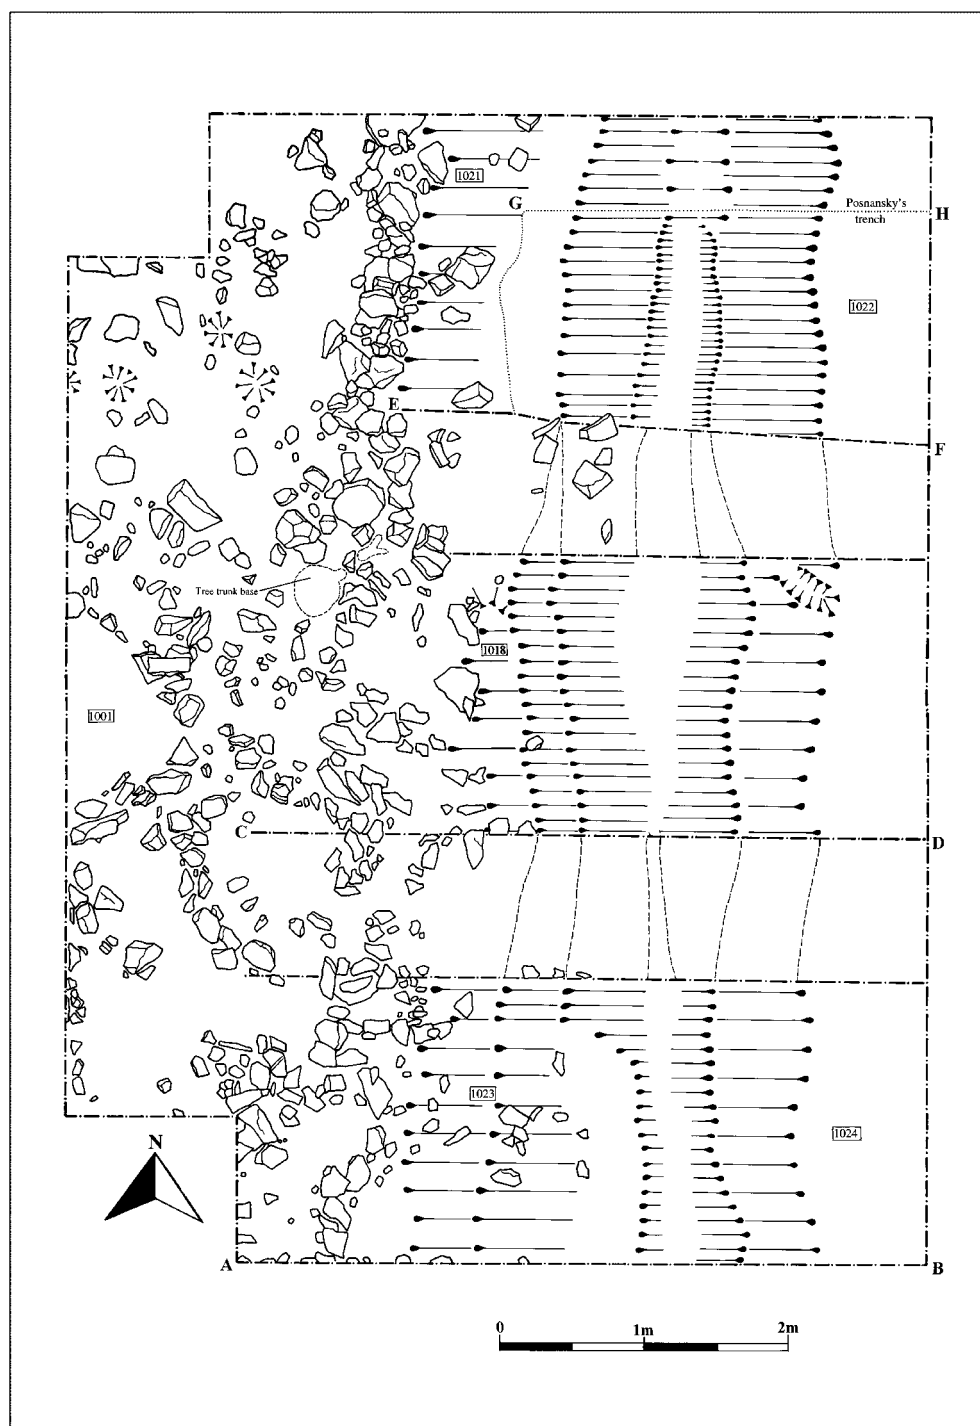 1021
G
Posnansky's
trench
H
1022
E
F
Tree trunk base
1018
1001
C
D
1023
1024
N
A
B
0 1m 2m